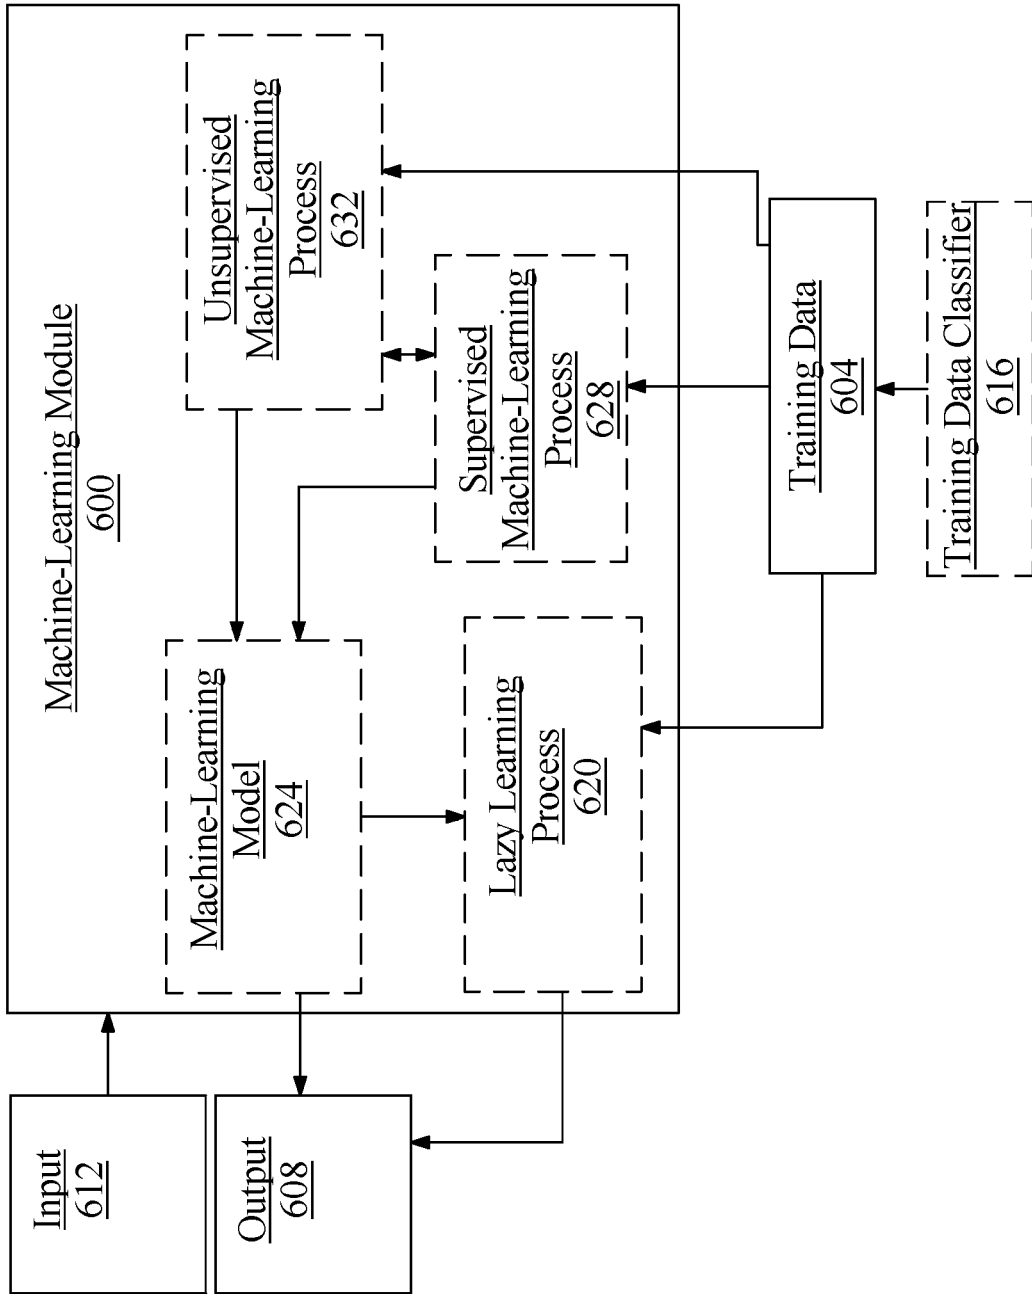 Machine-Learning Module
600
Input
612
Output
608
Machine-Learning
Model
624
Unsupervised
Machine-Learning
Process
632
Lazy Learning
Process
620
Supervised
Machine-Learning
Process
628
Training Data
604
Training Data Classifier
616